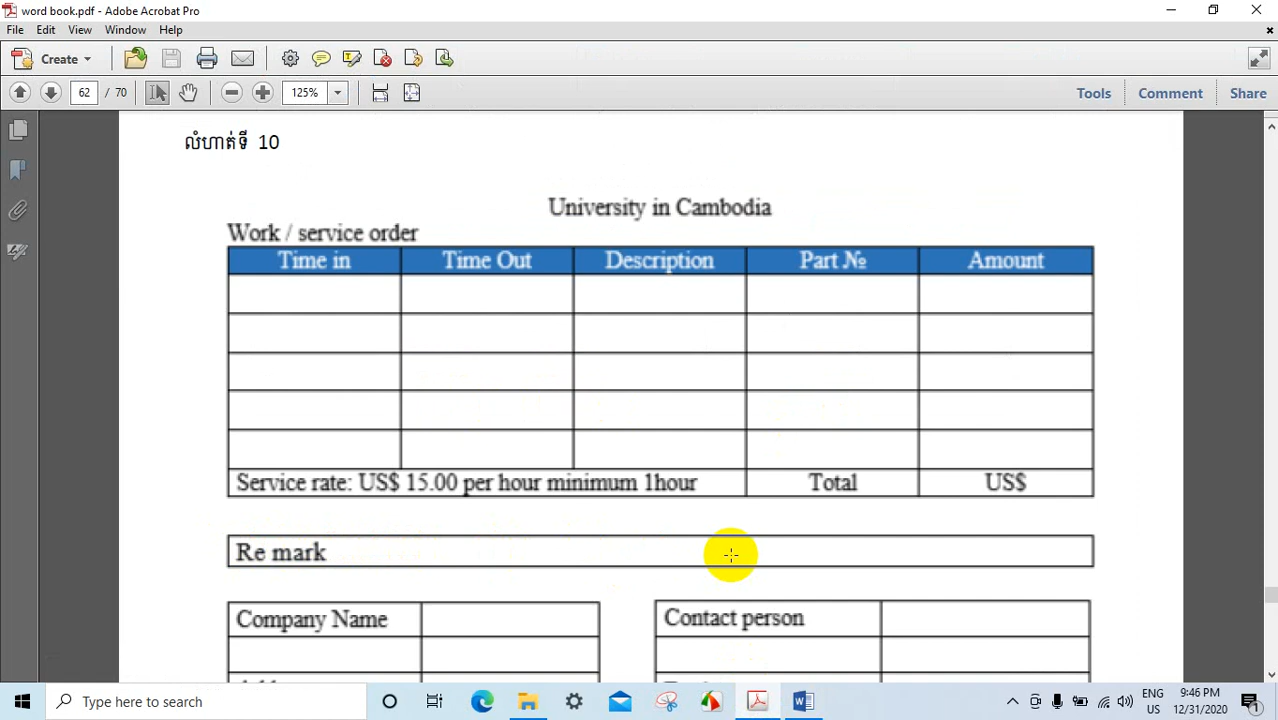 word book.pdf - Adobe Acrobat Pro
File Edit View Window Help
Create
62 / 70 125% Tools Comment Share
លំហាត់ទី 10
University in Cambodia
Work / service order
Time in Time Out Description Part № Amount
Service rate: US$ 15.00 per hour minimum 1hour Total US$
Re mark
Company Name Contact person
Type here to search
ENG 9:46 PM
US 12/31/2020